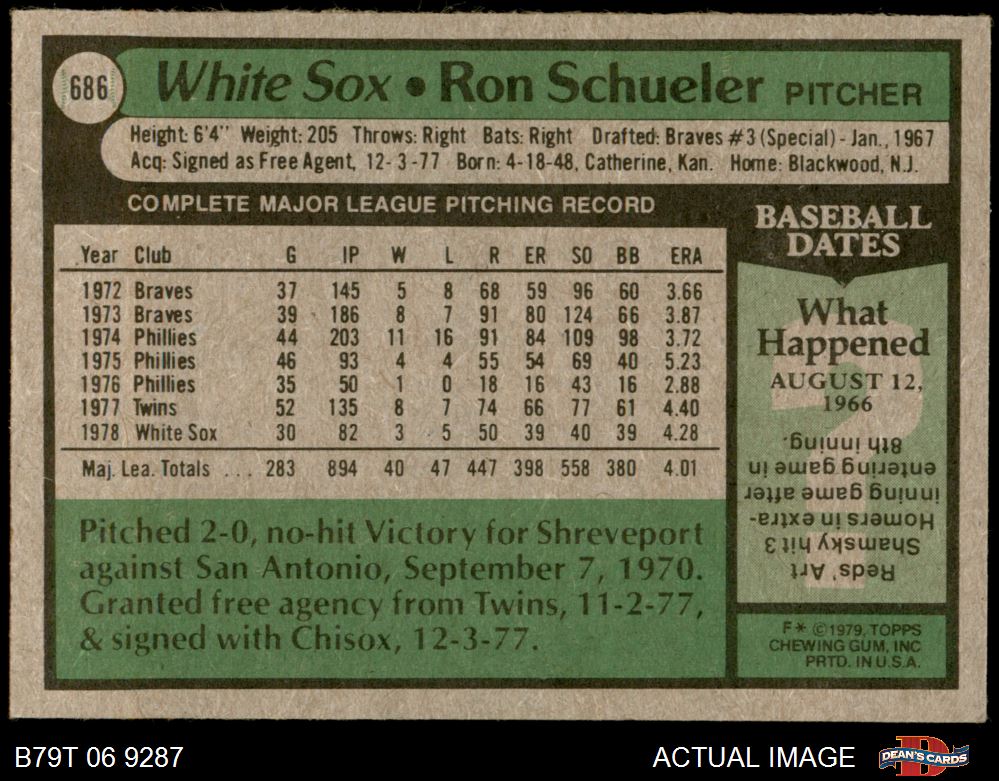 686
White Sox • Ron Schueler PITCHER
Height: 6'4" Weight: 205 Throws: Right Bats: Right Drafted: Braves #3 (Special) - Jan., 1967
Acq: Signed as Free Agent, 12-3-77 Born: 4-18-48, Catherine, Kan. Home: Blackwood, N.J.
COMPLETE MAJOR LEAGUE PITCHING RECORD
Year Club G IP W L R ER SO BB ERA
1972 Braves 37 145 5 8 68 59 96 60 3.66
1973 Braves 39 186 8 7 91 80 124 66 3.87
1974 Phillies 44 203 11 16 91 84 109 98 3.72
1975 Phillies 46 93 4 4 55 54 69 40 5.23
1976 Phillies 35 50 1 0 18 16 43 16 2.88
1977 Twins 52 135 8 7 74 66 77 61 4.40
1978 White Sox 30 82 3 5 50 39 40 39 4.28
Maj. Lea. Totals ... 283 894 40 47 447 398 558 380 4.01
Pitched 2-0, no-hit Victory for Shreveport
against San Antonio, September 7, 1970.
Granted free agency from Twins, 11-2-77,
& signed with Chisox, 12-3-77.
BASEBALL
DATES
What
Happened
AUGUST 12,
1966
?
Reds' Art
Shamsky hit 3
Homers in extra-
inning game after
entering game in
8th inning.
F* ©1979, TOPPS
CHEWING GUM, INC
PRTD. IN U.S.A.
B79T 06 9287
ACTUAL IMAGE
D
DEAN'S CARDS